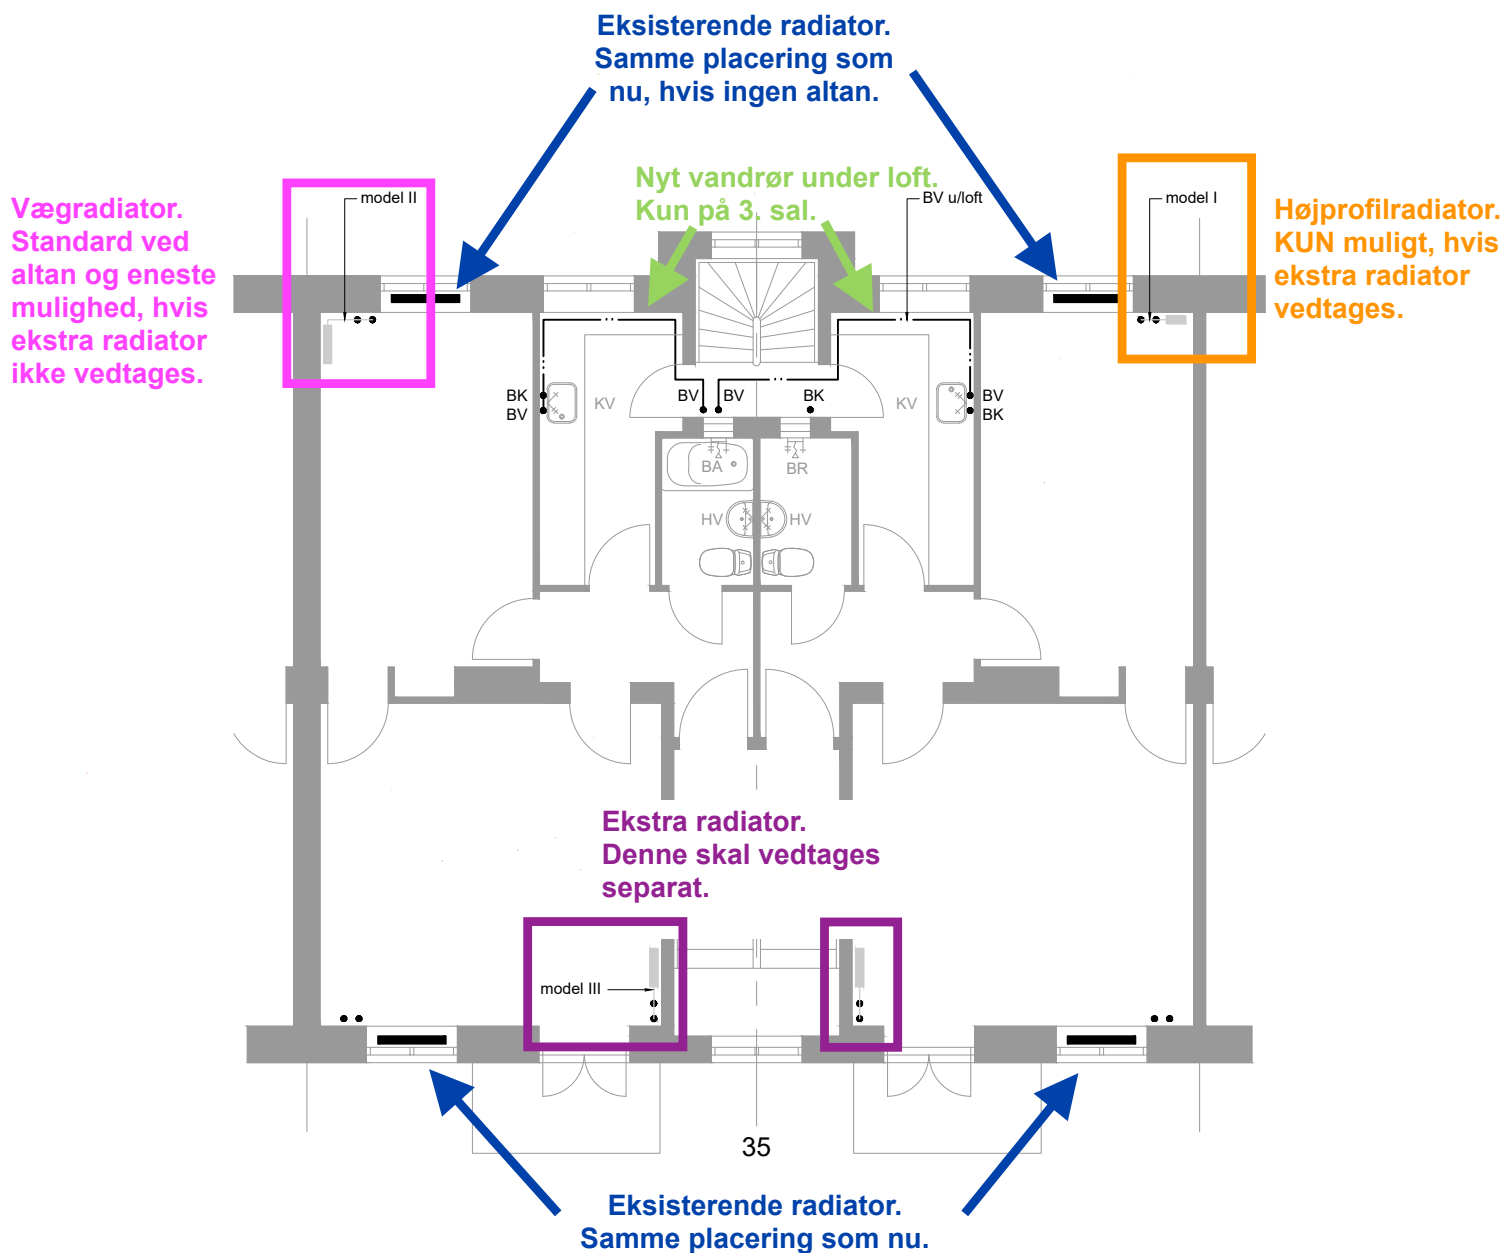 Eksisterende radiator.
Samme placering som
nu, hvis ingen altan.
Nyt vandrør under loft.
Kun på 3. sal.
Vægradiator.
Standard ved
altan og eneste
mulighed, hvis
ekstra radiator
ikke vedtages.
model II
BV u/loft
model I
Højprofilradiator.
KUN muligt, hvis
ekstra radiator
vedtages.
BK
BV
KV
BV
BV
BK
KV
BV
BK
BA
BR
HV
HV
Ekstra radiator.
Denne skal vedtages
separat.
model III
35
Eksisterende radiator.
Samme placering som nu.